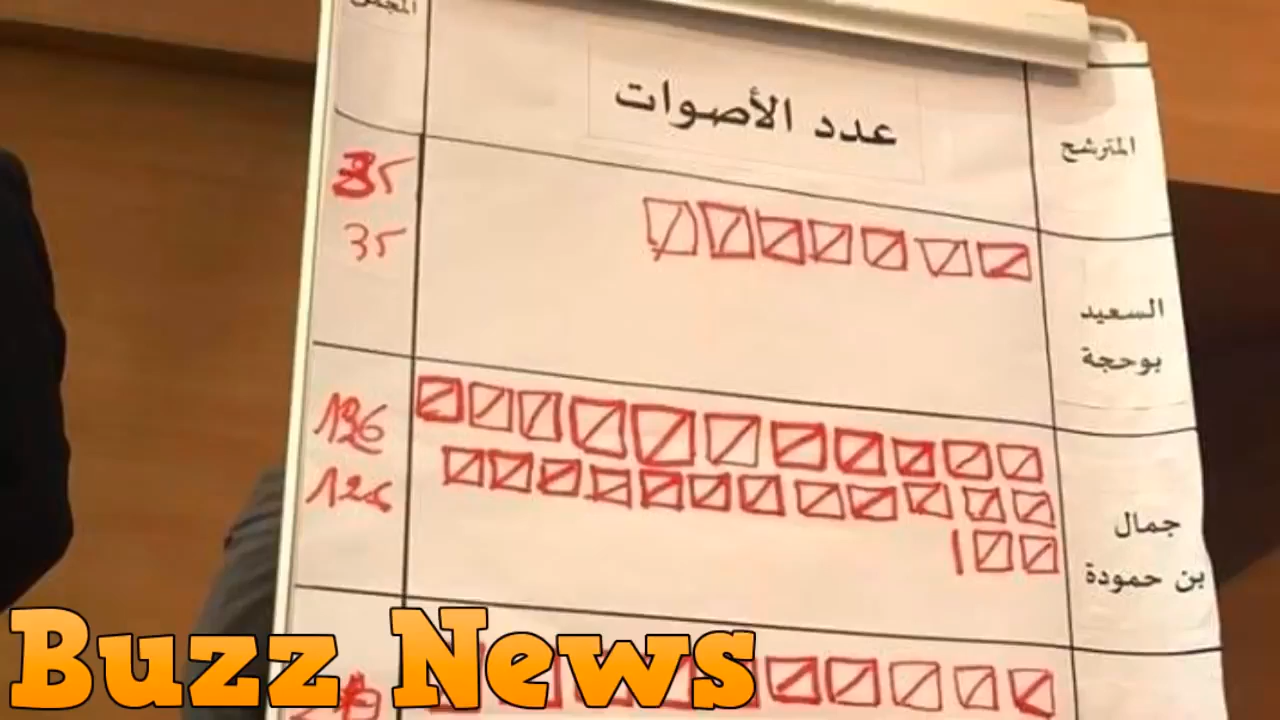 المترشح
عدد الأصوات
السعيد
بوحجة
35
35
جمال
بن حمودة
126
126
Buzz News